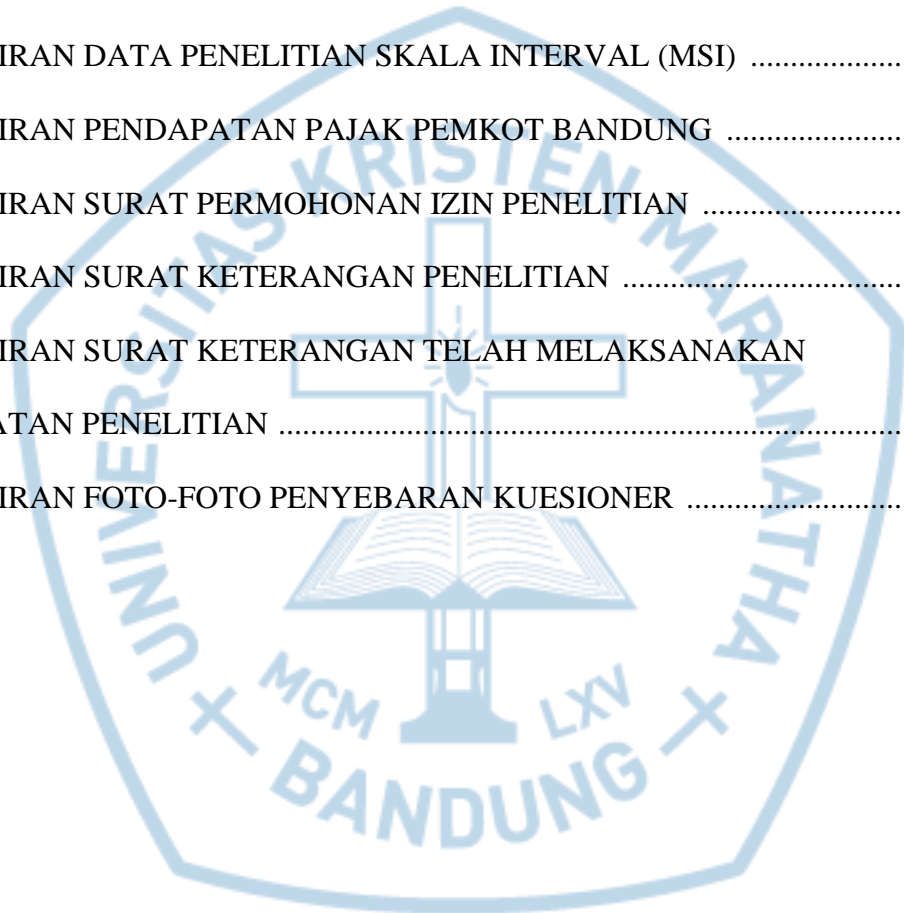 IRAN DATA PENELITIAN SKALA INTERVAL (MSI) ...................
IRAN PENDAPATAN PAJAK PEMKOT BANDUNG ......................
IRAN SURAT PERMOHONAN IZIN PENELITIAN .........................
IRAN SURAT KETERANGAN PENELITIAN ...................................
IRAN SURAT KETERANGAN TELAH MELAKSANAKAN
ATAN PENELITIAN ..............................................................................
IRAN FOTO-FOTO PENYEBARAN KUESIONER ...........................
UNIVERSITAS KRISTEN MARANATHA
MCM LXV
BANDUNG